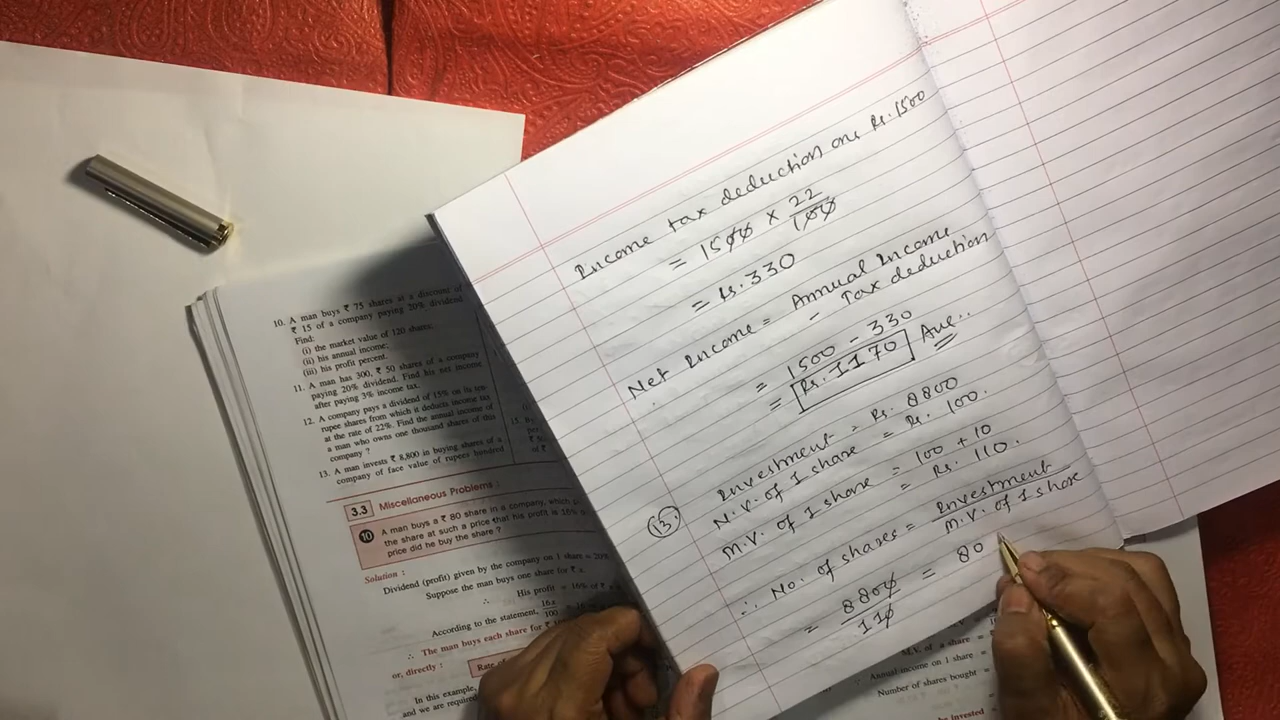 Income tax deduction on Rs. 1500
= 1500 × 22/100
= Rs. 330
Net Income = Annual Income
- Tax deduction
= 1500 - 330
= Rs. 1170 Ans..
13. Investment = Rs. 8800
N.V. of 1 share = Rs. 100.
M.V. of 1 share = 100 + 10
= Rs. 110.
∴ No. of shares = Investment / M.V. of 1 share
= 8800 / 110 = 80
10. A man buys ₹ 75 shares at a discount of
₹ 15 of a company paying 20% dividend
Find:
(i) the market value of 120 shares;
(ii) his annual income;
(iii) his profit percent.
11. A man has 300, ₹ 50 shares of a company
paying 20% dividend. Find his net income
after paying 3% income tax.
12. A company pays a dividend of 15% on its ten-
rupee shares from which it deducts income tax
at the rate of 22%. Find the annual income of
a man who owns one thousand shares of this
company ?
13. A man invests ₹ 8,800 in buying shares of a
company of face value of rupees hundred
3.3 Miscellaneous Problems :
10 A man buys a ₹ 80 share in a company, which
the share at such a price that his profit is 16%
price did he buy the share ?
Solution :
Dividend (profit) given by the company on 1 share = 20%
Suppose the man buys one share for ₹ x.
∴ His profit = 16% of ₹
According to the statement, 16x/100
∴ The man buys each share for ₹
or, directly : Rate of
In this example,
and we are required
M.V. of a share =
Annual income on 1 share =
Number of shares bought =
be invested =